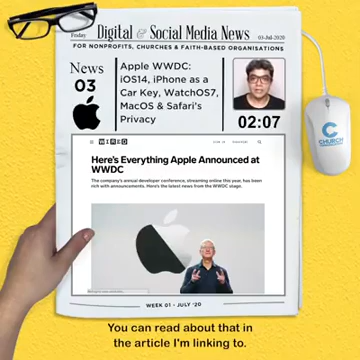 Friday
Digital & Social Media News
03-Jul-2020
FOR NONPROFITS, CHURCHES & FAITH-BASED ORGANISATIONS
News
03
Apple WWDC:
iOS14, iPhone as a
Car Key, WatchOS7,
MacOS & Safari's
Privacy
02:07
CHURCH
WIRED
Here's Everything Apple Announced at
WWDC
The company's annual developer conference, streaming online this year, has been
rich with announcements. Here's the latest news from the WWDC stage.
WEEK 01 - JULY '20
You can read about that in
the article I'm linking to.